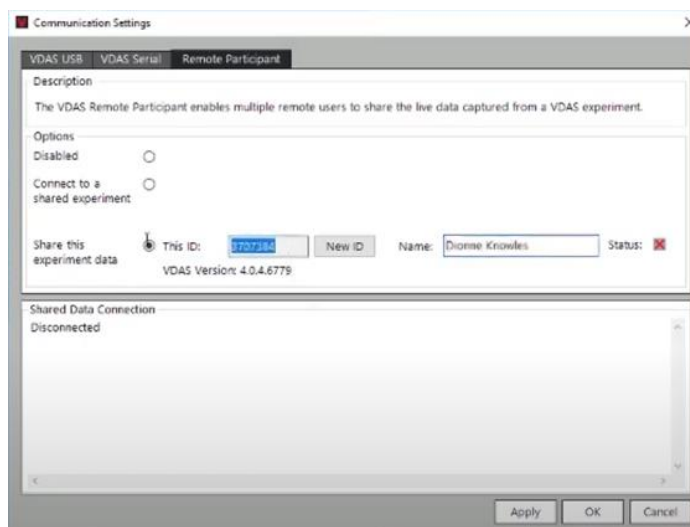 Communication Settings
VDAS USB VDAS Serial Remote Participant
Description
The VDAS Remote Participant enables multiple remote users to share the live data captured from a VDAS experiment.
Options
Disabled
Connect to a
shared experiment
Share this
experiment data
This ID: 3707384 New ID Name: Dionne Knowles Status:
VDAS Version: 4.0.4.6779
Shared Data Connection
Disconnected
Apply OK Cancel